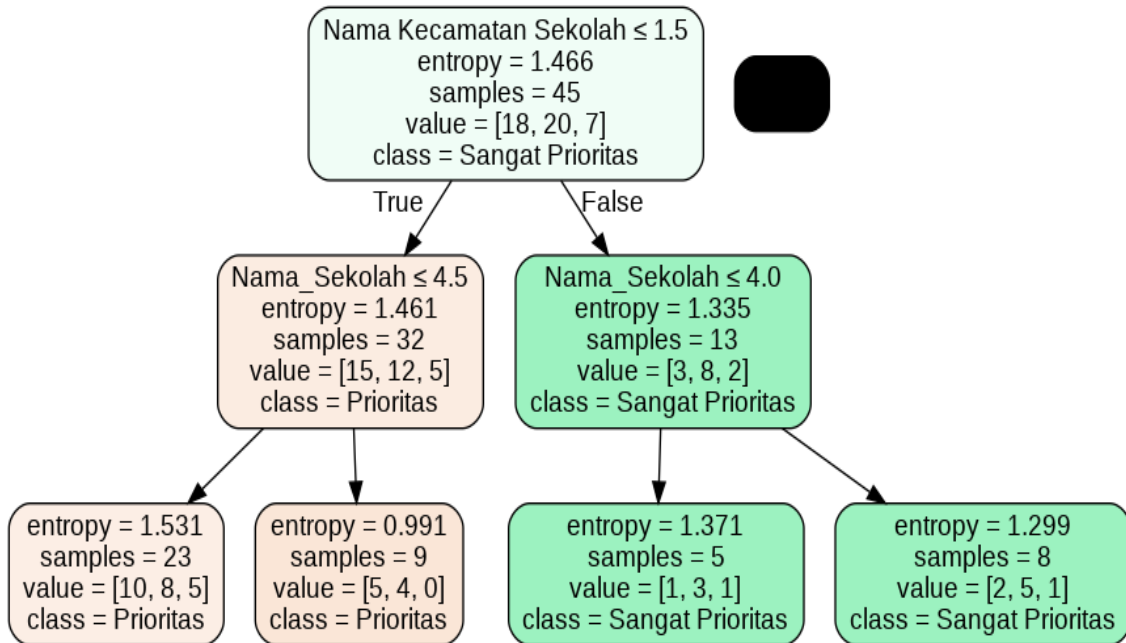 Nama Kecamatan Sekolah ≤ 1.5
entropy = 1.466
samples = 45
value = [18, 20, 7]
class = Sangat Prioritas
True
False
Nama_Sekolah ≤ 4.5
entropy = 1.461
samples = 32
value = [15, 12, 5]
class = Prioritas
Nama_Sekolah ≤ 4.0
entropy = 1.335
samples = 13
value = [3, 8, 2]
class = Sangat Prioritas
entropy = 1.531
samples = 23
value = [10, 8, 5]
class = Prioritas
entropy = 0.991
samples = 9
value = [5, 4, 0]
class = Prioritas
entropy = 1.371
samples = 5
value = [1, 3, 1]
class = Sangat Prioritas
entropy = 1.299
samples = 8
value = [2, 5, 1]
class = Sangat Prioritas